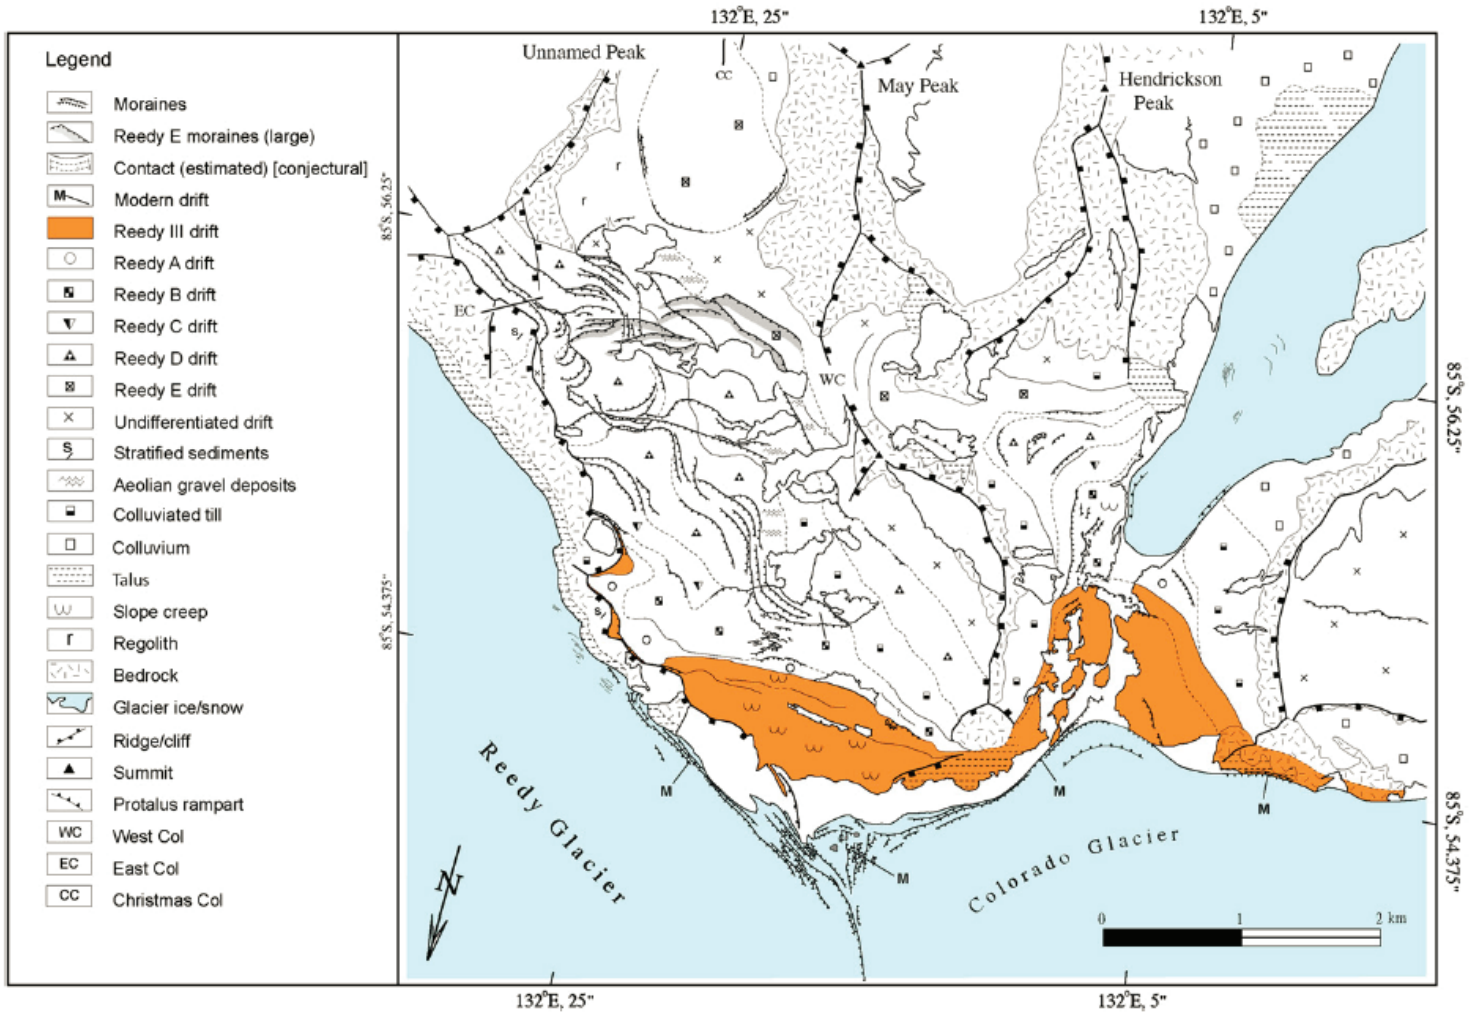 132°E, 25"
132°E, 5"
Legend
Moraines
Reedy E moraines (large)
Contact (estimated) [conjectural]
M Modern drift
Reedy III drift
Reedy A drift
Reedy B drift
Reedy C drift
Reedy D drift
Reedy E drift
Undifferentiated drift
S Stratified sediments
Aeolian gravel deposits
Colluviated till
Colluvium
Talus
Slope creep
r Regolith
Bedrock
Glacier ice/snow
Ridge/cliff
Summit
Protalus rampart
WC West Col
EC East Col
CC Christmas Col
Unnamed Peak
CC
May Peak
Hendrickson
Peak
r
r
85°S, 56.25"
EC
S
WC
85°S, 56.25"
85°S, 54.375"
S
M
M
M
M
Reedy Glacier
Colorado Glacier
85°S, 54.375"
N
0 1 2 km
132°E, 25"
132°E, 5"